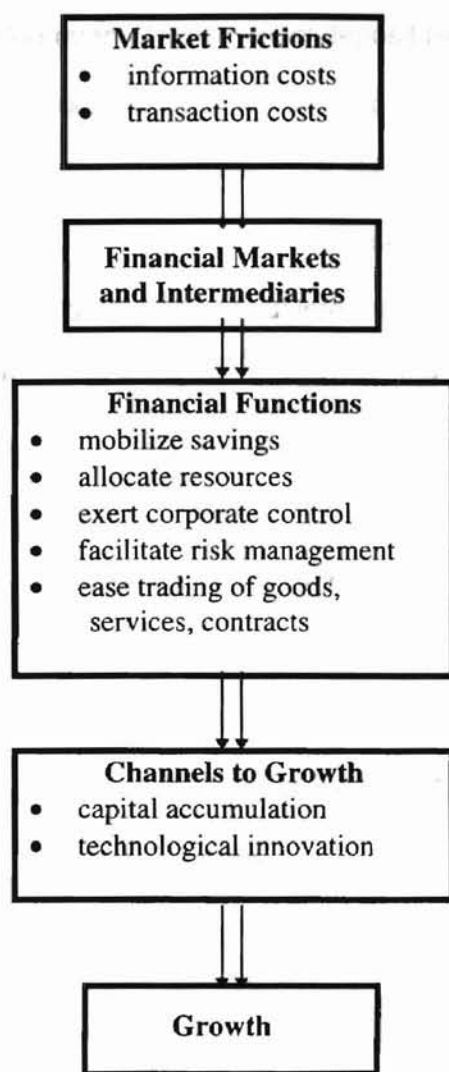 Market Frictions
• information costs
• transaction costs
Financial Markets
and Intermediaries
Financial Functions
• mobilize savings
• allocate resources
• exert corporate control
• facilitate risk management
• ease trading of goods,
services, contracts
Channels to Growth
• capital accumulation
• technological innovation
Growth